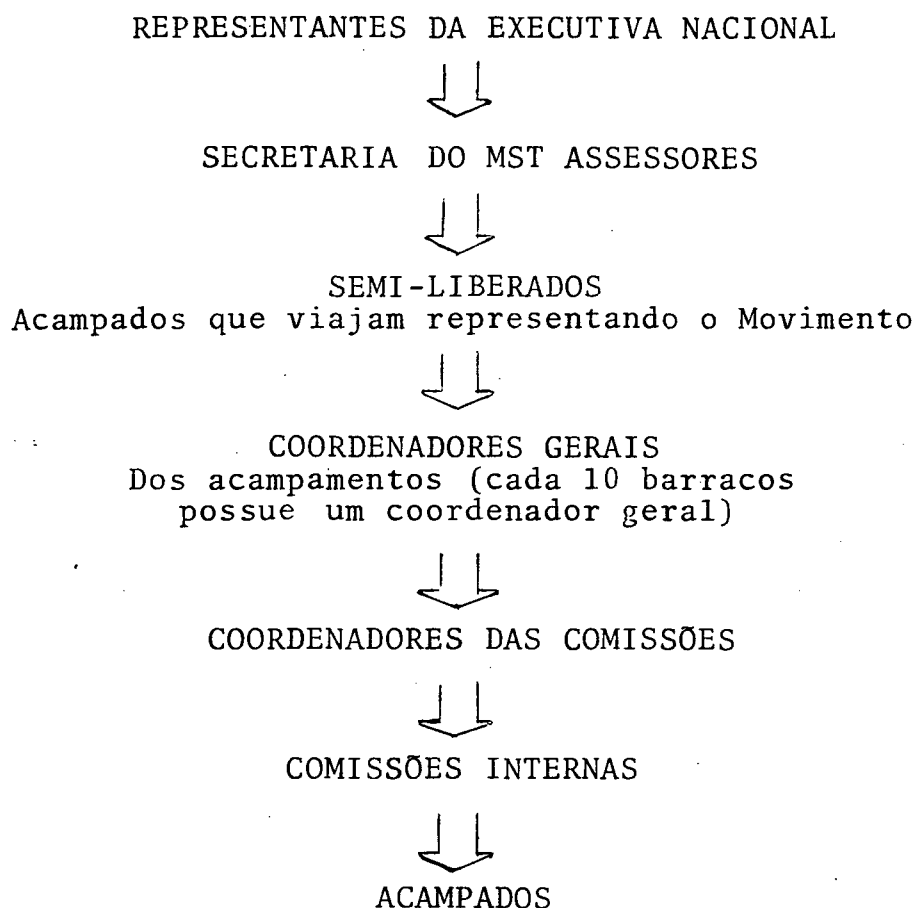 REPRESENTANTES DA EXECUTIVA NACIONAL
SECRETARIA DO MST ASSESSORES
SEMI-LIBERADOS
Acampados que viajam representando o Movimento
COORDENADORES GERAIS
Dos acampamentos (cada 10 barracos
possue um coordenador geral)
COORDENADORES DAS COMISSÕES
COMISSÕES INTERNAS
ACAMPADOS